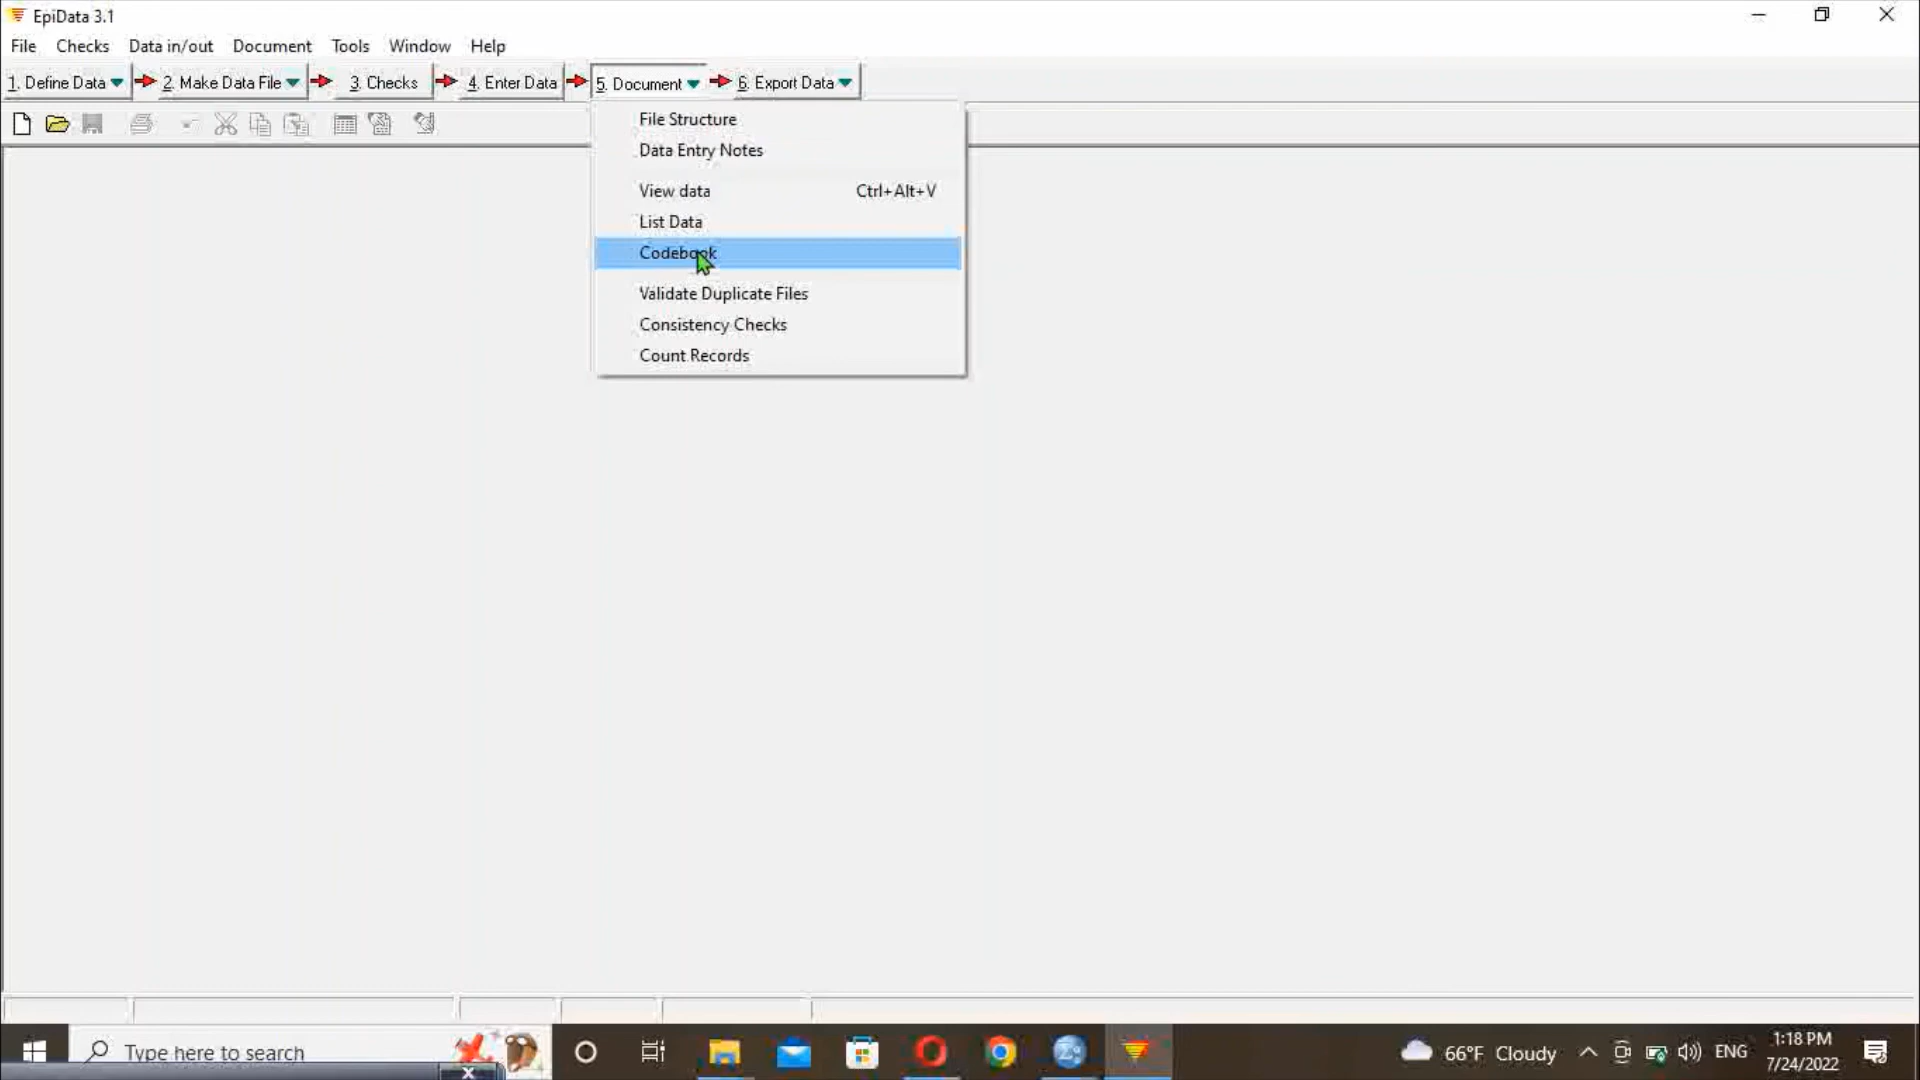 EpiData 3.1
File Checks Data in/out Document Tools Window Help
1. Define Data 2. Make Data File 3. Checks 4. Enter Data 5. Document 6. Export Data
File Structure
Data Entry Notes
View data Ctrl+Alt+V
List Data
Codebook
Validate Duplicate Files
Consistency Checks
Count Records
Type here to search
66°F Cloudy
ENG
1:18 PM
7/24/2022